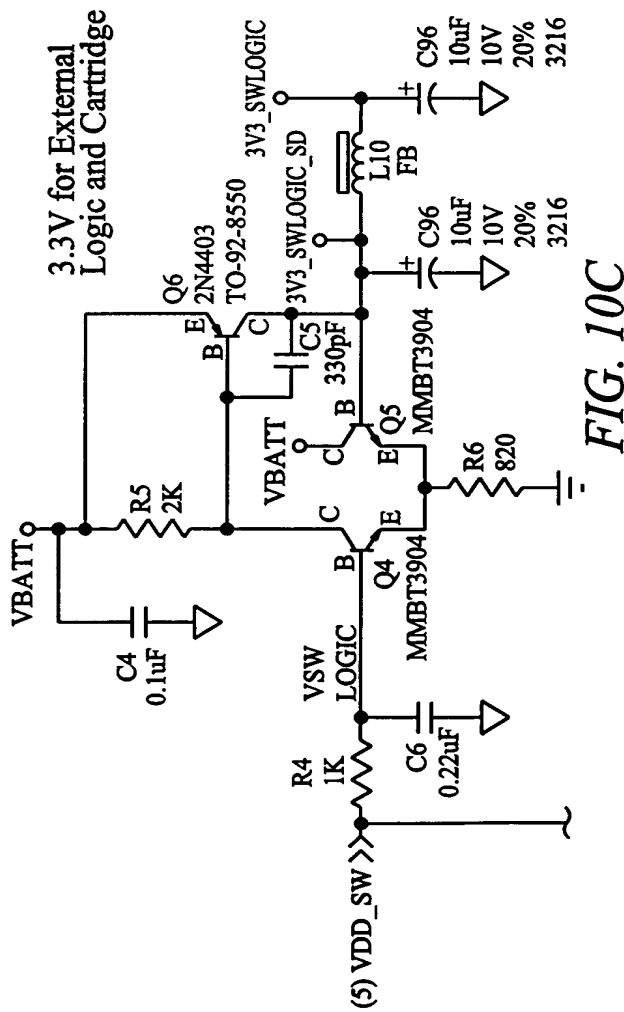 3.3V for External
Logic and Cartridge
VBATT
C4
0.1uF
R5
2K
Q6
2N4403
TO-92-8550
E
B
C
C5
330pF
3V3_SWLOGIC_SD
3V3_SWLOGIC
L10
FB
C96
10uF
10V
20%
3216
C96
10uF
10V
20%
3216
VBATT
C
B
E
Q5
MMBT3904
C
B
E
Q4
MMBT3904
R6
820
VSW
LOGIC
R4
1K
C6
0.22uF
(5) VDD_SW
FIG. 10C